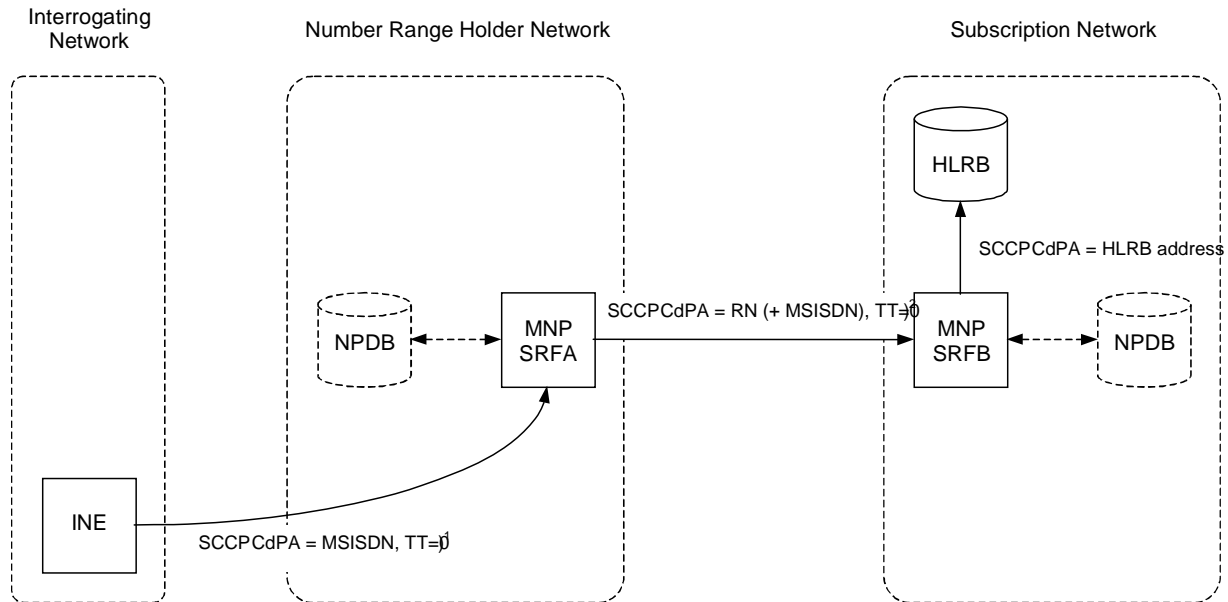 Interrogating
Network
Number Range Holder Network
Subscription Network
HLRB
SCCPCdPA = HLRB address
SCCPCdPA = RN (+ MSISDN), TT=0
NPDB
MNP
SRFA
MNP
SRFB
NPDB
INE
SCCPCdPA = MSISDN, TT=0